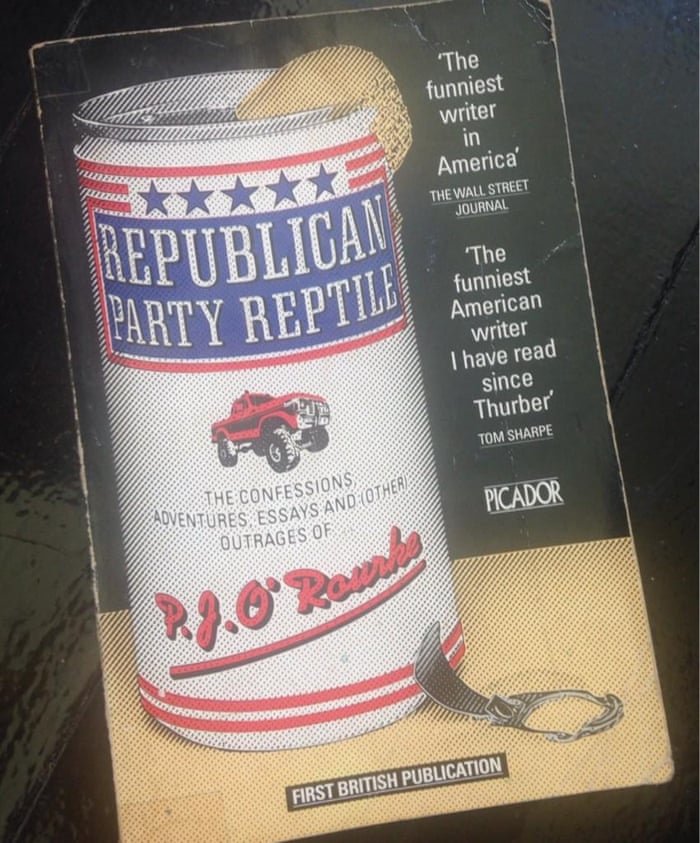 REPUBLICAN
PARTY REPTILE
THE CONFESSIONS,
ADVENTURES, ESSAYS AND (OTHER)
OUTRAGES OF
P.J. O'Rourke
'The
funniest
writer
in
America'
THE WALL STREET
JOURNAL
'The
funniest
American
writer
I have read
since
Thurber'
TOM SHARPE
PICADOR
FIRST BRITISH PUBLICATION